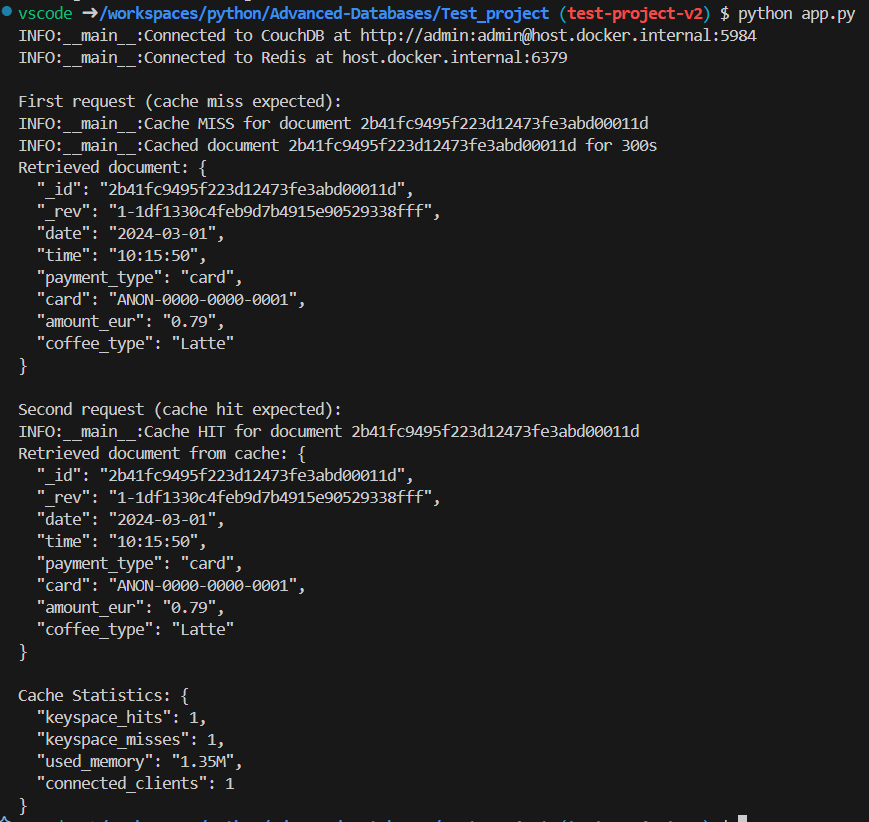 vscode →/workspaces/python/Advanced-Databases/Test_project (test-project-v2) $ python app.py
INFO:__main__:Connected to CouchDB at http://admin:admin@host.docker.internal:5984
INFO:__main__:Connected to Redis at host.docker.internal:6379

First request (cache miss expected):
INFO:__main__:Cache MISS for document 2b41fc9495f223d12473fe3abd00011d
INFO:__main__:Cached document 2b41fc9495f223d12473fe3abd00011d for 300s
Retrieved document: {
  "_id": "2b41fc9495f223d12473fe3abd00011d",
  "_rev": "1-1df1330c4feb9d7b4915e90529338fff",
  "date": "2024-03-01",
  "time": "10:15:50",
  "payment_type": "card",
  "card": "ANON-0000-0000-0001",
  "amount_eur": "0.79",
  "coffee_type": "Latte"
}

Second request (cache hit expected):
INFO:__main__:Cache HIT for document 2b41fc9495f223d12473fe3abd00011d
Retrieved document from cache: {
  "_id": "2b41fc9495f223d12473fe3abd00011d",
  "_rev": "1-1df1330c4feb9d7b4915e90529338fff",
  "date": "2024-03-01",
  "time": "10:15:50",
  "payment_type": "card",
  "card": "ANON-0000-0000-0001",
  "amount_eur": "0.79",
  "coffee_type": "Latte"
}

Cache Statistics: {
  "keyspace_hits": 1,
  "keyspace_misses": 1,
  "used_memory": "1.35M",
  "connected_clients": 1
}